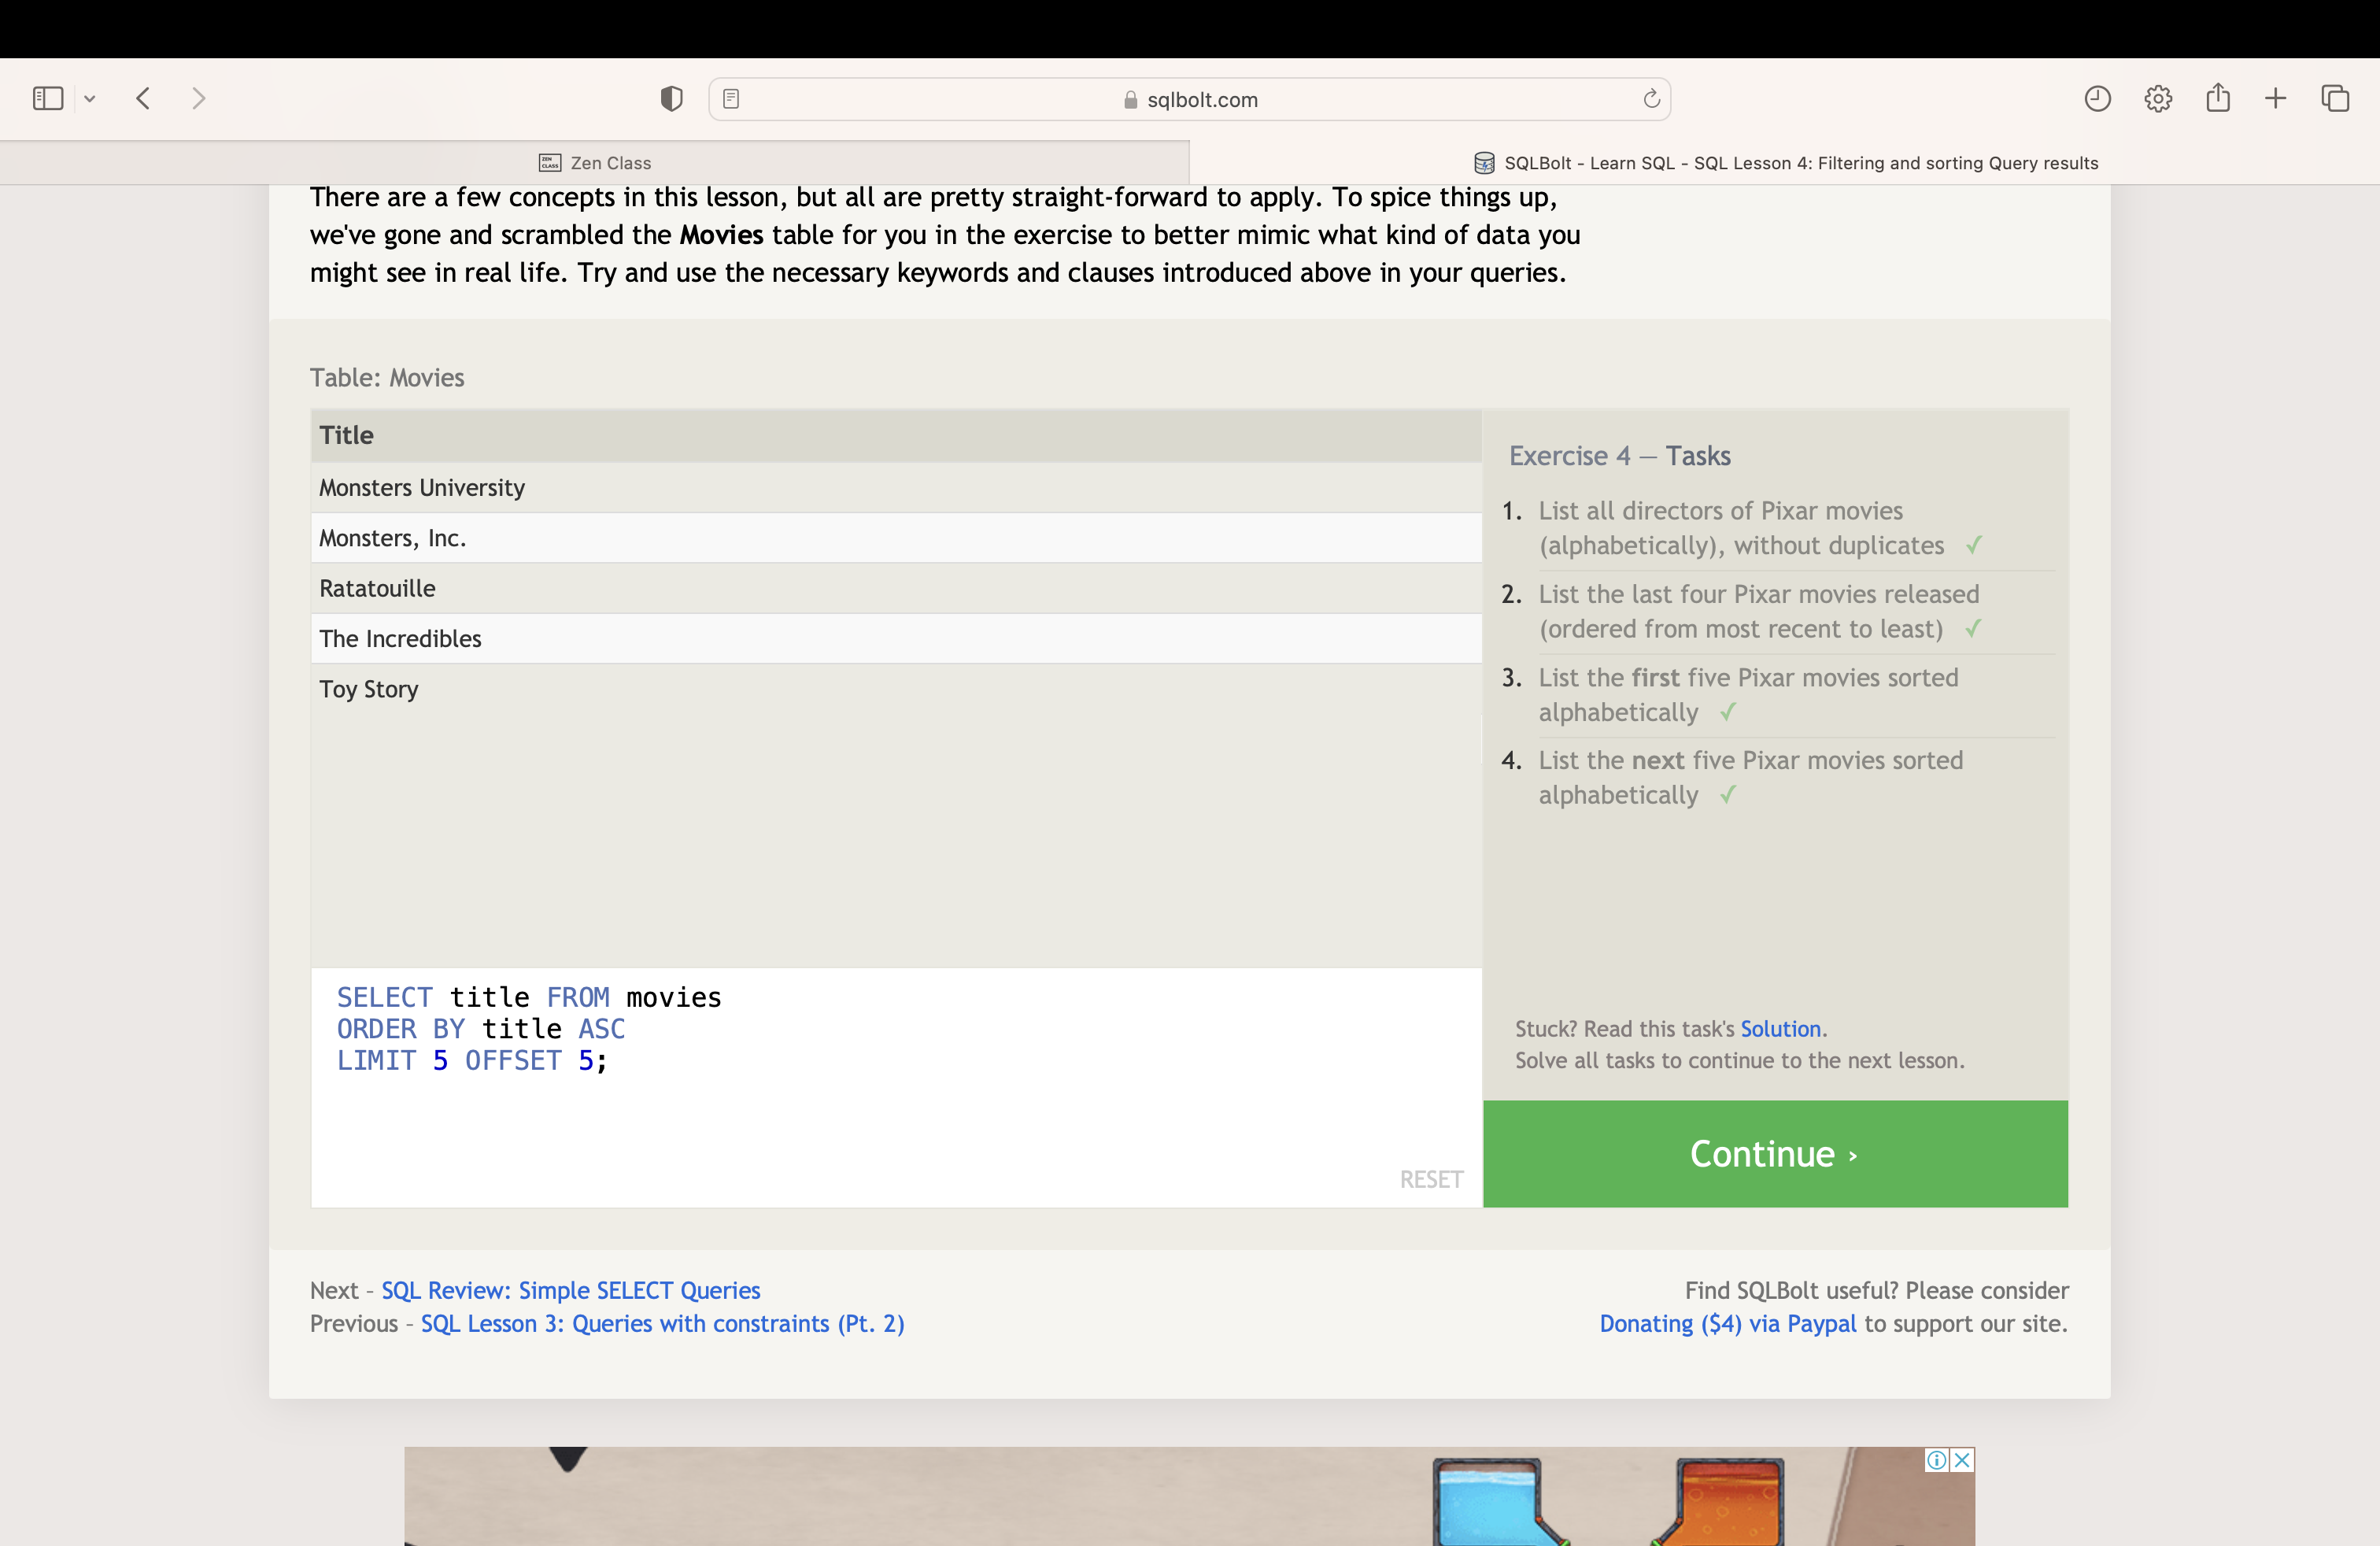 sqlbolt.com
ZEN CLASS
Zen Class
SQLBolt - Learn SQL - SQL Lesson 4: Filtering and sorting Query results
There are a few concepts in this lesson, but all are pretty straight-forward to apply. To spice things up,
we've gone and scrambled the Movies table for you in the exercise to better mimic what kind of data you
might see in real life. Try and use the necessary keywords and clauses introduced above in your queries.
Table: Movies
Title
Monsters University
Monsters, Inc.
Ratatouille
The Incredibles
Toy Story
SELECT title FROM movies
ORDER BY title ASC
LIMIT 5 OFFSET 5;
RESET
Exercise 4 — Tasks
1. List all directors of Pixar movies
(alphabetically), without duplicates ✓
2. List the last four Pixar movies released
(ordered from most recent to least) ✓
3. List the first five Pixar movies sorted
alphabetically ✓
4. List the next five Pixar movies sorted
alphabetically ✓
Stuck? Read this task's Solution.
Solve all tasks to continue to the next lesson.
Continue ›
Next – SQL Review: Simple SELECT Queries
Previous – SQL Lesson 3: Queries with constraints (Pt. 2)
Find SQLBolt useful? Please consider
Donating ($4) via Paypal to support our site.